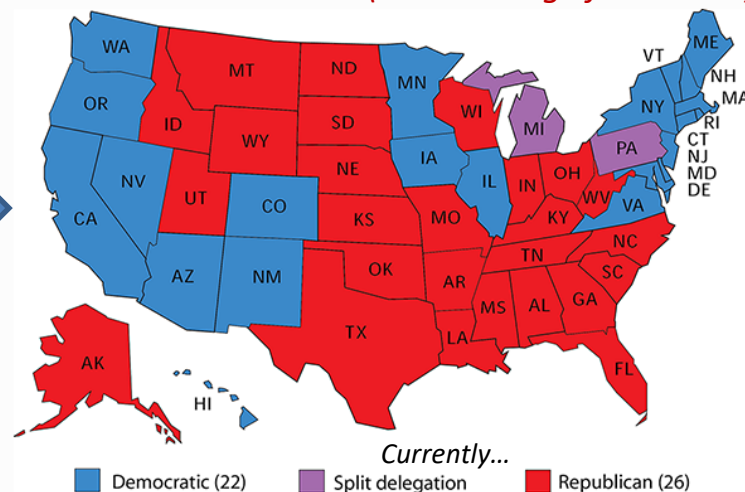 WA
MT
ND
MN
VT
ME
NH
MA
OR
ID
SD
WI
MI
NY
RI
CT
WY
PA
NJ
MD
DE
NV
UT
NE
IA
IL
IN
OH
WV
VA
CA
CO
KS
MO
KY
NC
TN
AZ
NM
OK
AR
SC
MS
AL
GA
TX
LA
AK
FL
HI
Currently...
Democratic (22)
Split delegation
Republican (26)